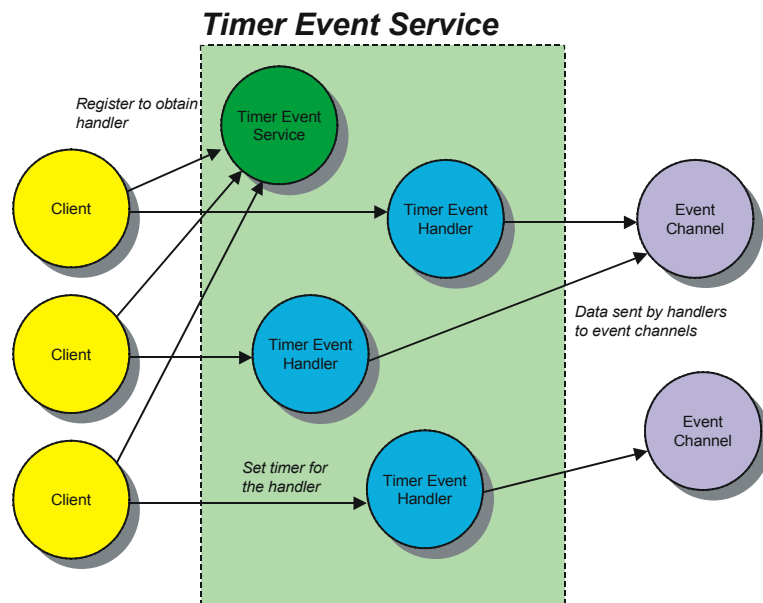 Timer Event Service
Register to obtain
handler
Timer Event
Service
Client
Timer Event
Handler
Event
Channel
Client
Timer Event
Handler
Data sent by handlers
to event channels
Client
Set timer for
the handler
Timer Event
Handler
Event
Channel